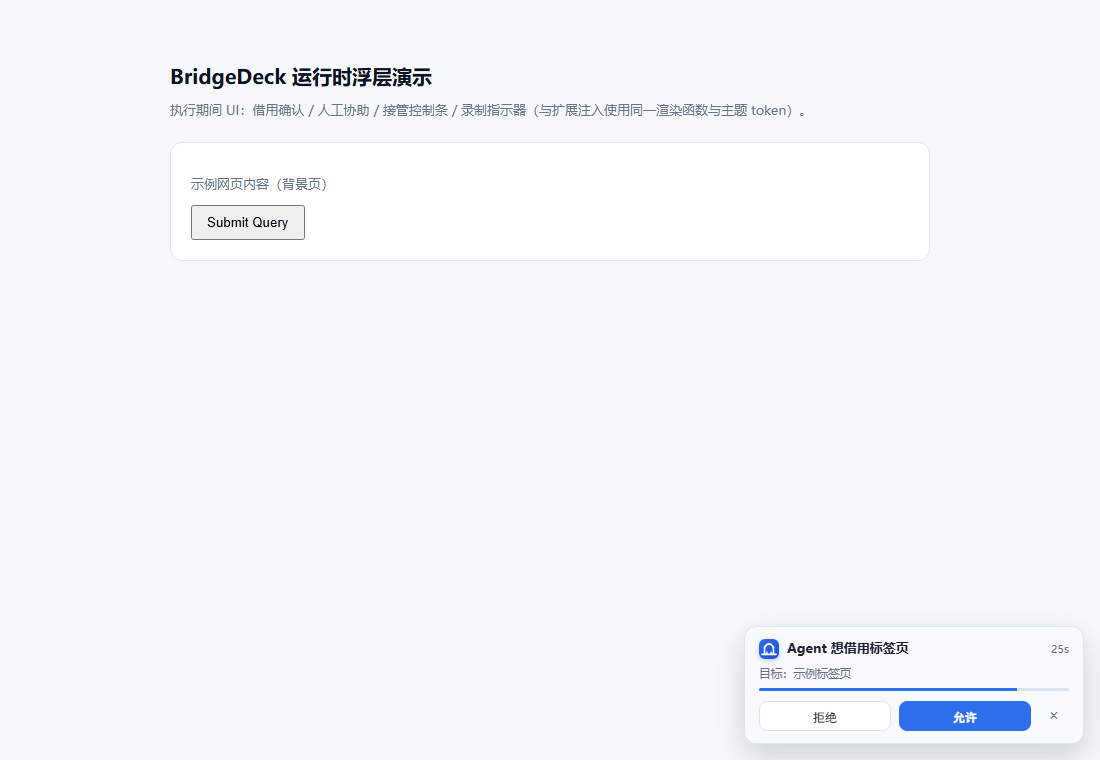 BridgeDeck 运行时浮层演示
执行期间 UI：借用确认 / 人工协助 / 接管控制条 / 录制指示器（与扩展注入使用同一渲染函数与主题 token）。
示例网页内容（背景页）
Submit Query
Agent 想借用标签页
25s
目标：示例标签页
拒绝
允许
×